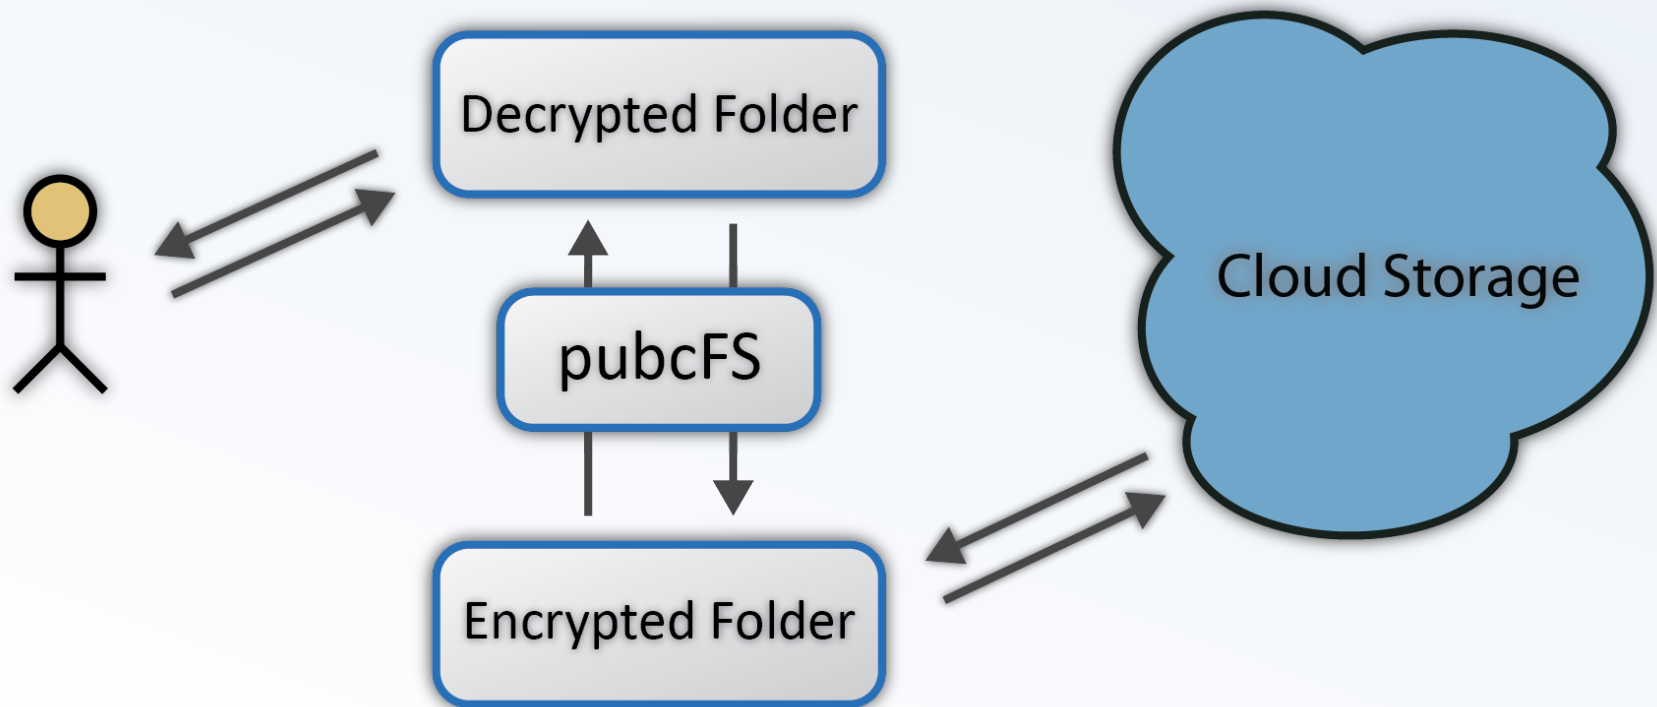 Decrypted Folder
Cloud Storage
pubcFS
Encrypted Folder